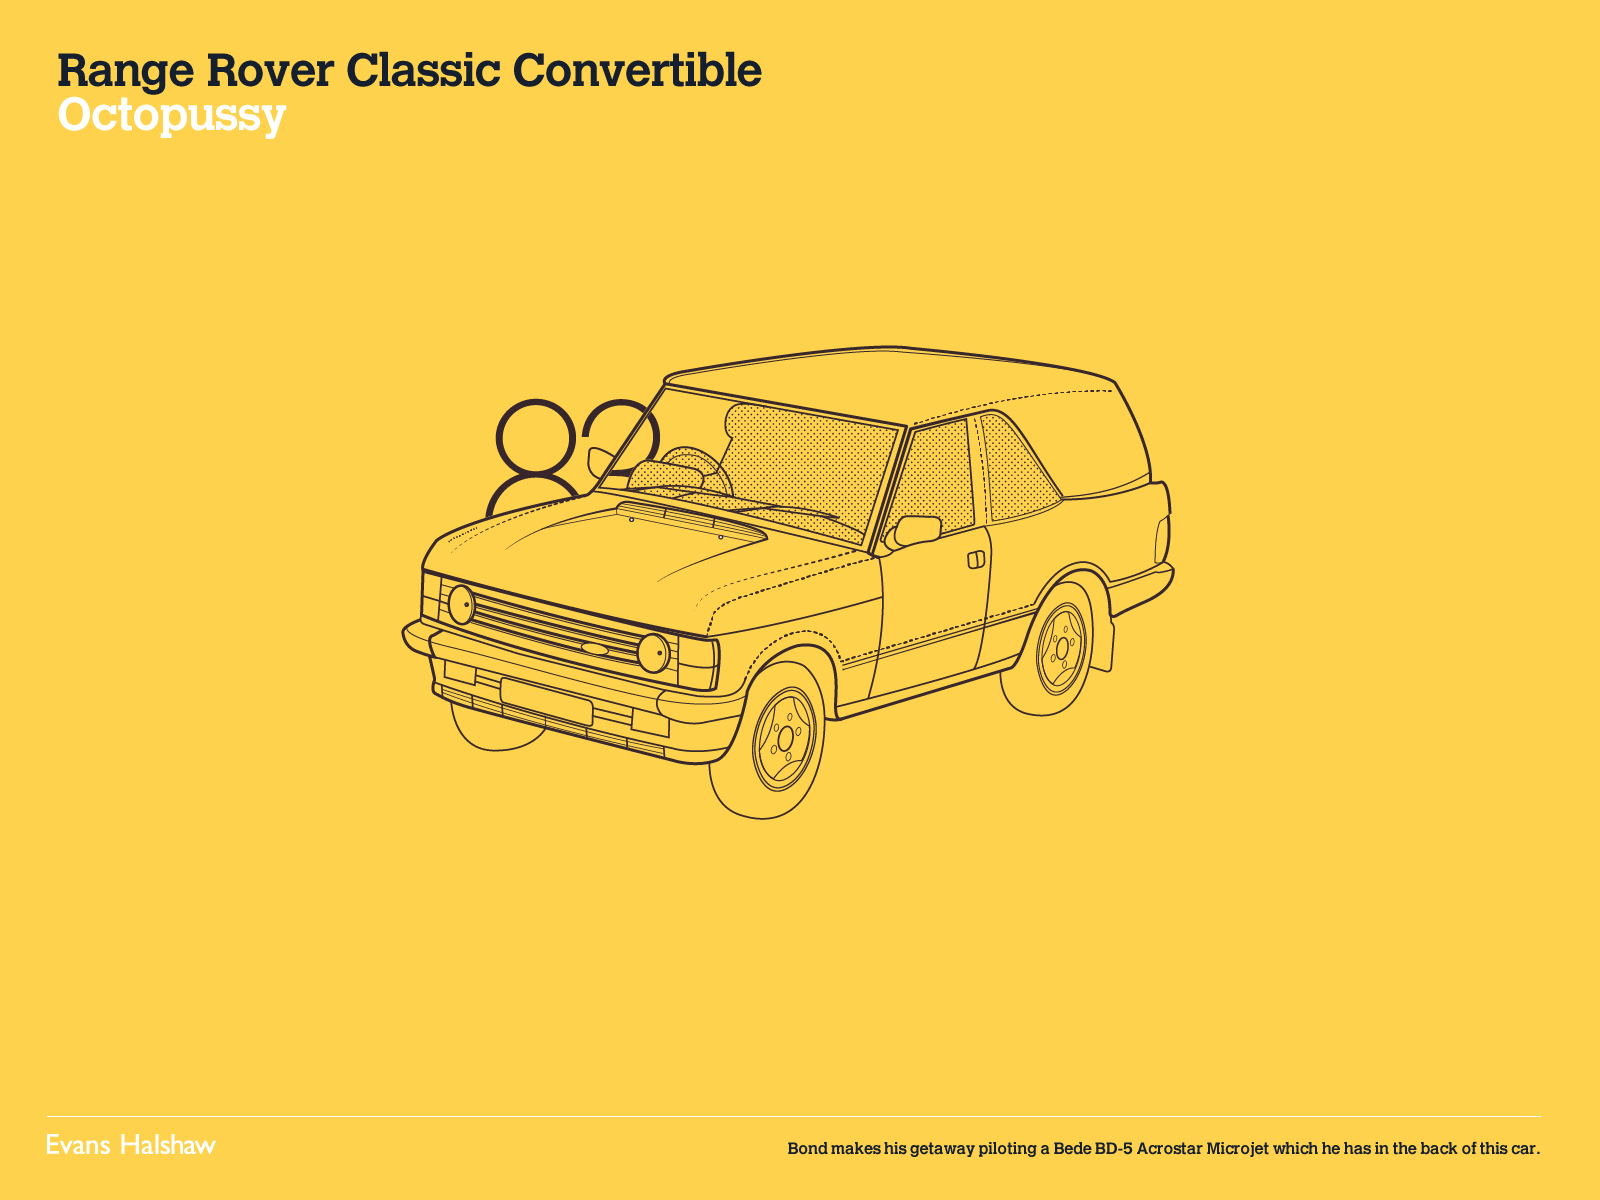 Range Rover Classic Convertible
Octopussy
Evans Halshaw
Bond makes his getaway piloting a Bede BD-5 Acrostar Microjet which he has in the back of this car.